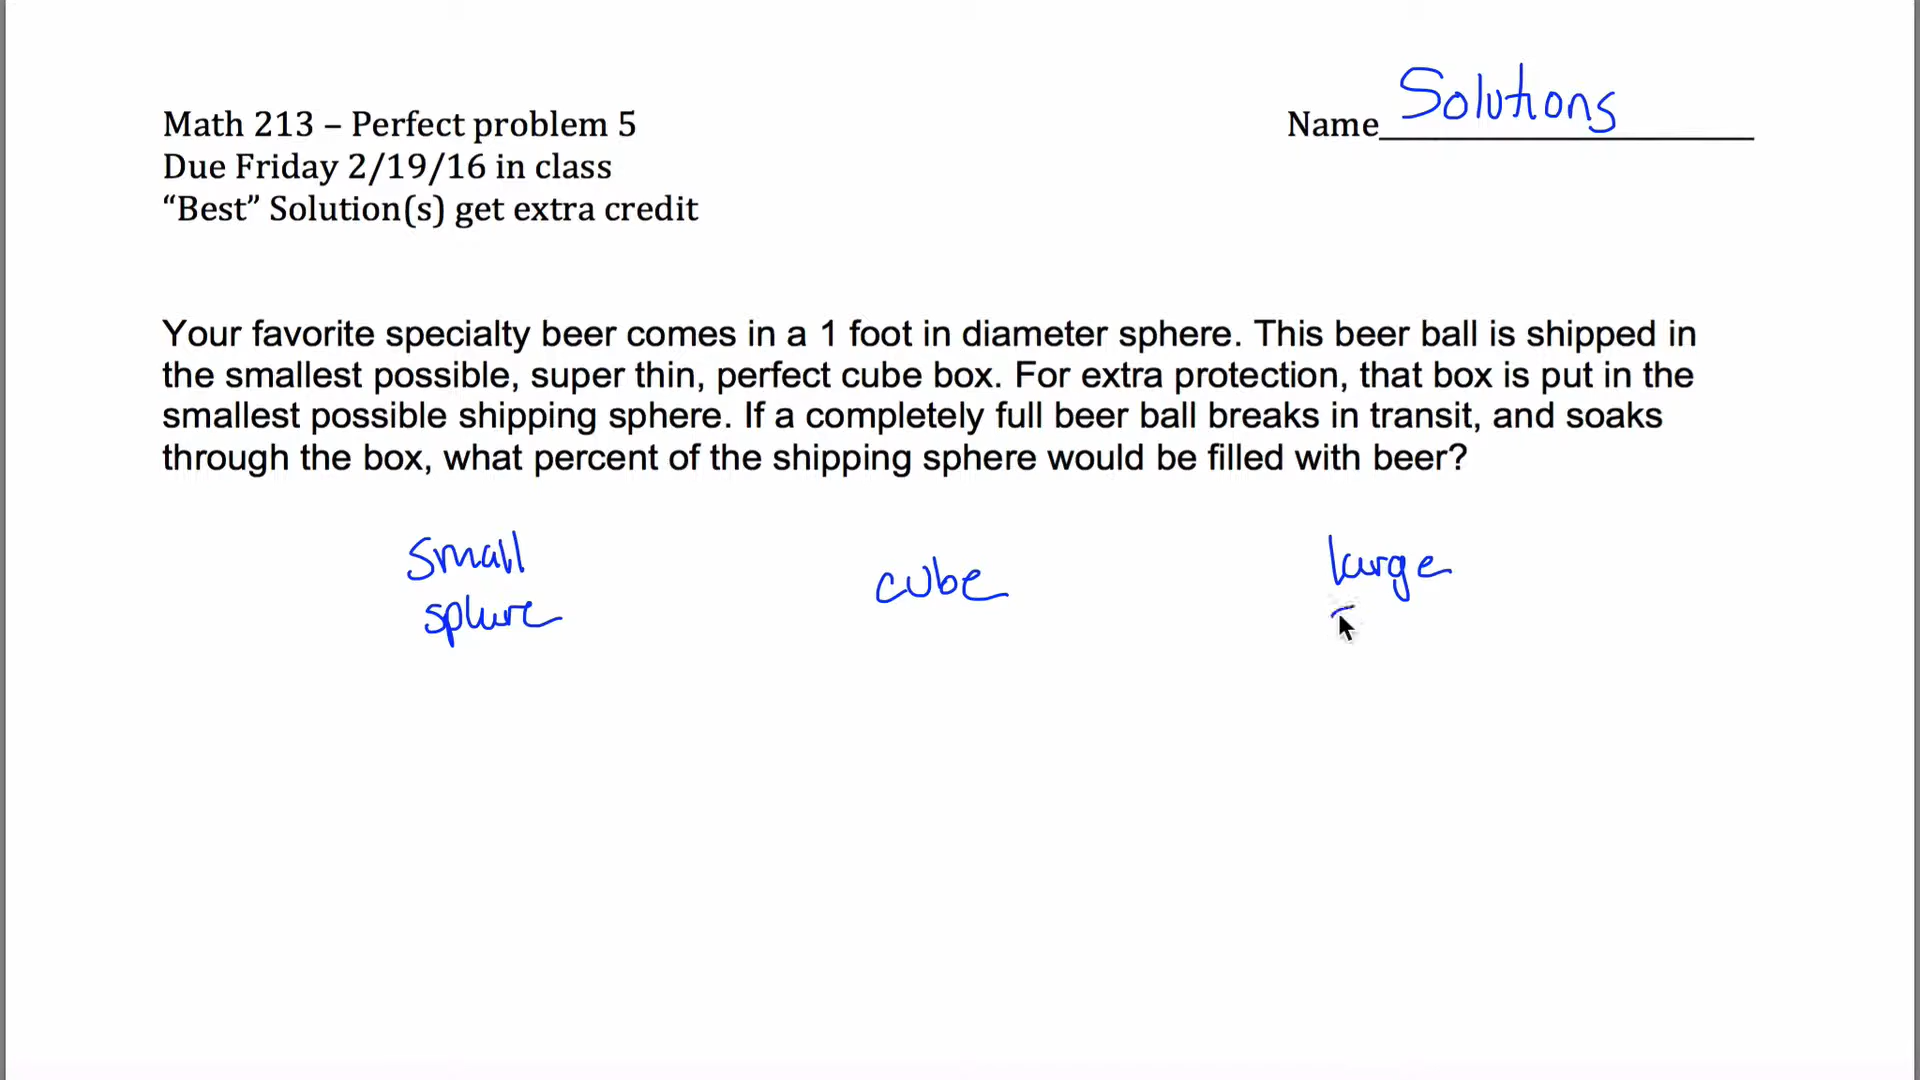 Math 213 – Perfect problem 5
Name Solutions
Due Friday 2/19/16 in class
“Best” Solution(s) get extra credit
Your favorite specialty beer comes in a 1 foot in diameter sphere. This beer ball is shipped in
the smallest possible, super thin, perfect cube box. For extra protection, that box is put in the
smallest possible shipping sphere. If a completely full beer ball breaks in transit, and soaks
through the box, what percent of the shipping sphere would be filled with beer?
small
sphere
cube
large